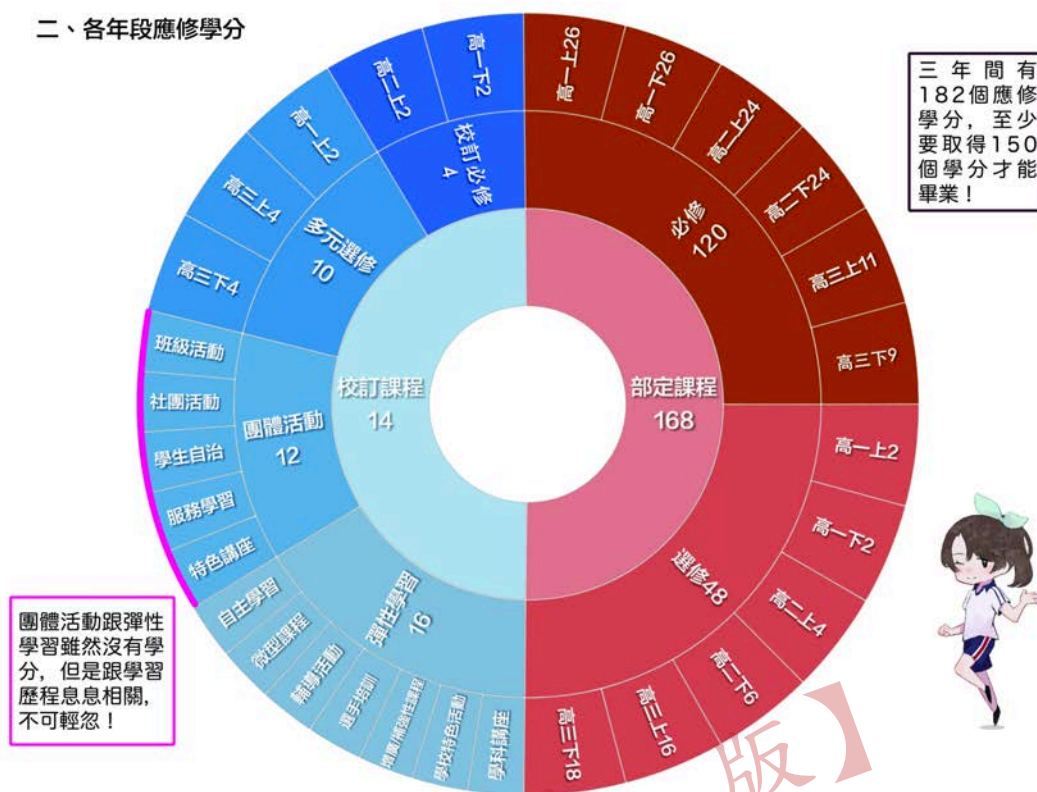 二、各年段應修學分
三年間有
182個應修
學分，至少
要取得150
個學分才能
畢業！
部定課程
168
必修
120
高一上26
高一下26
高二上24
高二下24
高三上11
高三下9
選修48
高一上2
高一下2
高二上4
高二下6
高三上16
高三下18
校訂課程
14
校訂必修
4
高二上2
高一下2
多元選修
10
高一上2
高三上4
高三下4
團體活動
12
班級活動
社團活動
學生自治
服務學習
特色講座
彈性學習
16
自主學習
微型課程
輔導活動
選手培訓
增廣/補強性課程
學校特色活動
學科講座
團體活動跟彈性
學習雖然沒有學
分，但是跟學習
歷程息息相關，
不可輕忽！
版】